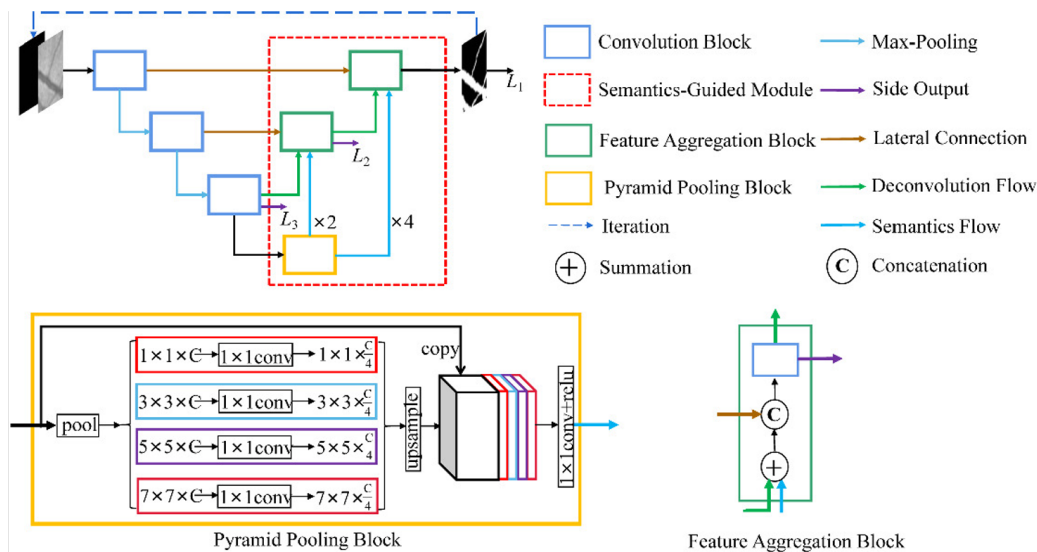 L1
L2
L3
×2
×4
Convolution Block
Max-Pooling
Semantics-Guided Module
Side Output
Feature Aggregation Block
Lateral Connection
Pyramid Pooling Block
Deconvolution Flow
Iteration
Semantics Flow
+ Summation
C Concatenation
copy
pool
1×1×C 1×1conv 1×1×C/4
3×3×C 1×1conv 3×3×C/4
5×5×C 1×1conv 5×5×C/4
7×7×C 1×1conv 7×7×C/4
upsample
1×1conv+relu
Pyramid Pooling Block
C
+
Feature Aggregation Block